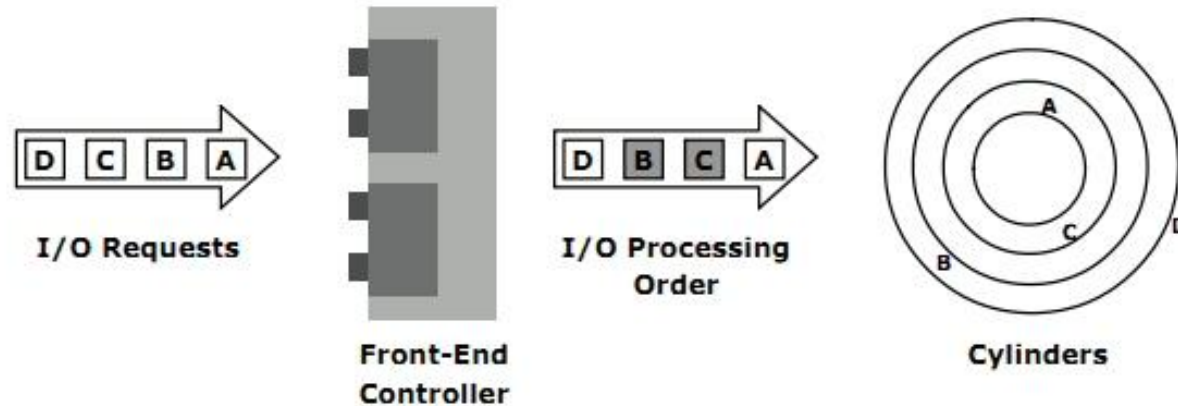 D C B A
I/O Requests
Front-End
Controller
D B C A
I/O Processing
Order
A
C
B
D
Cylinders